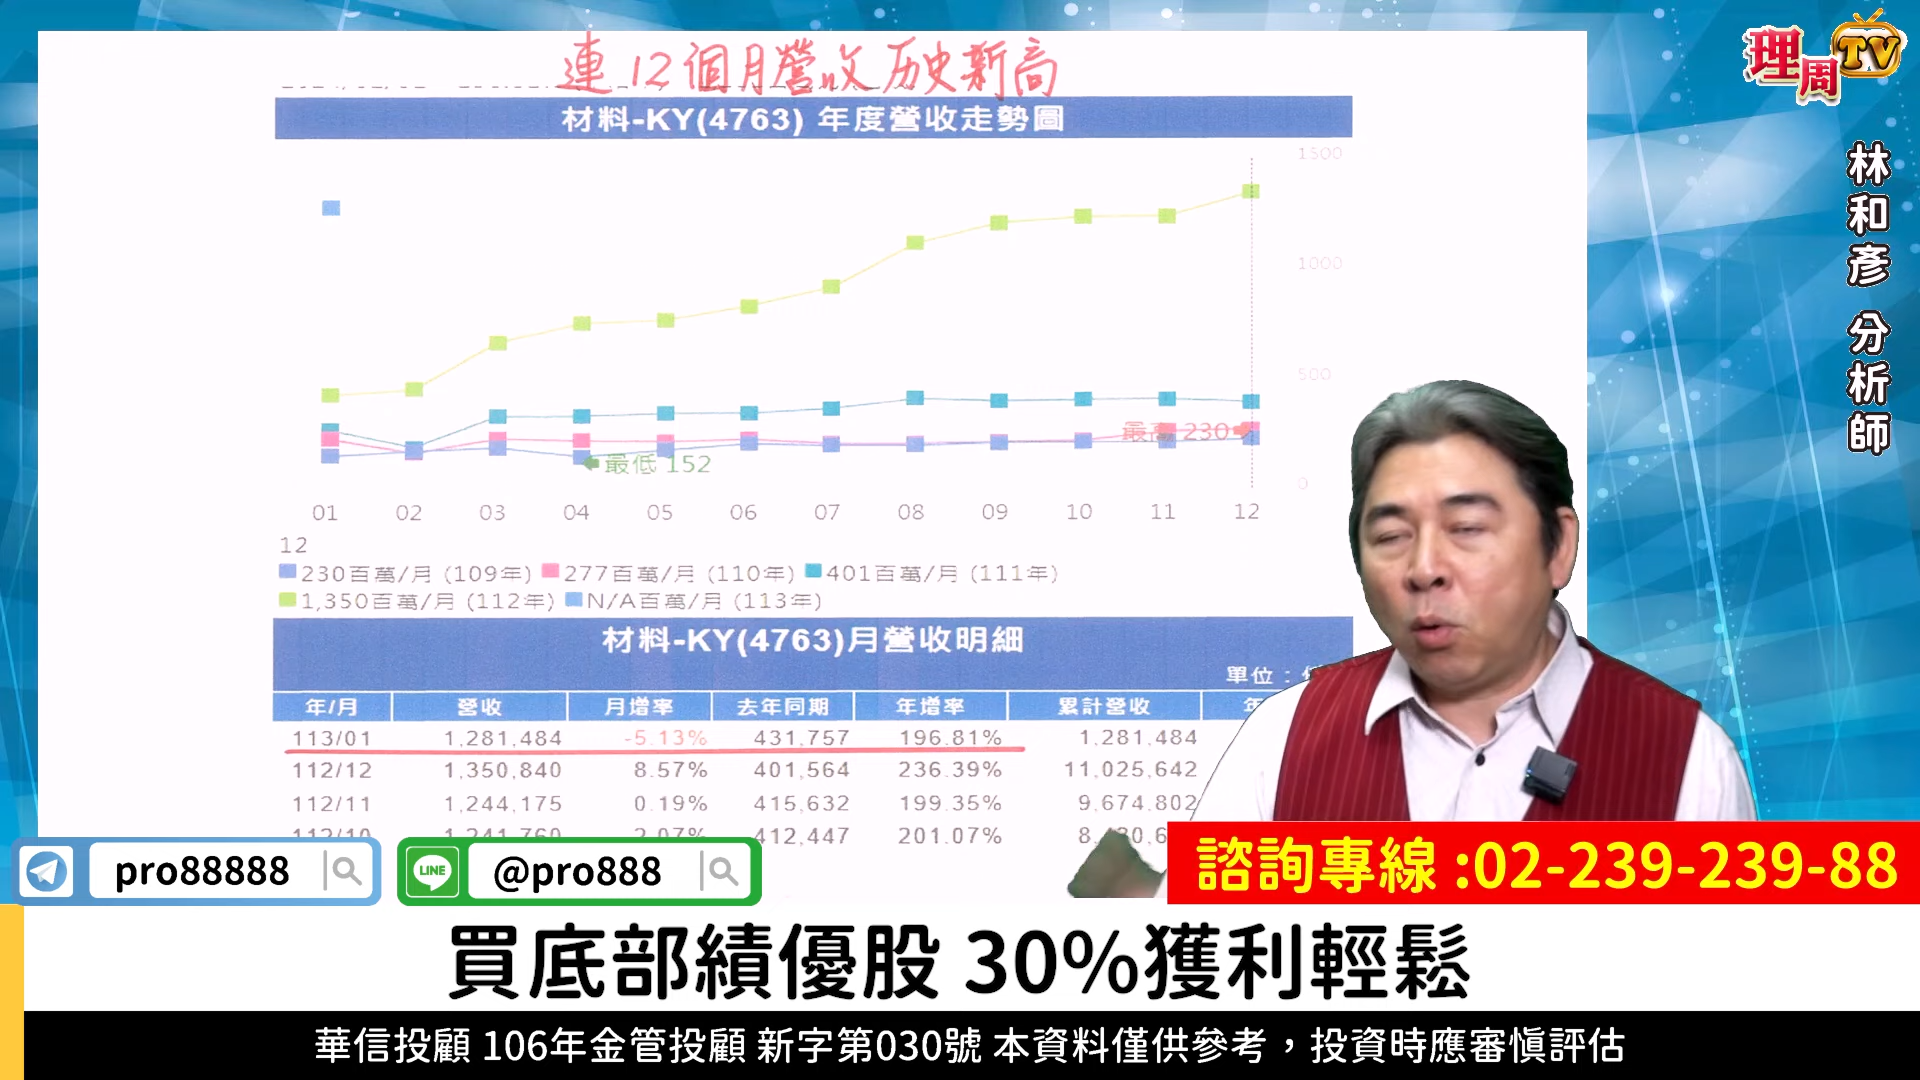 連12個月營收历史新高
理周TV
林和彥 分析師
材料-KY(4763) 年度營收走勢圖
1500
1000
500
0
最高 230
最低 152
01 02 03 04 05 06 07 08 09 10 11 12
12
230百萬/月 (109年) 277百萬/月 (110年) 401百萬/月 (111年)
1,350百萬/月 (112年) N/A百萬/月 (113年)
材料-KY(4763)月營收明細
單位：
年/月 營收 月增率 去年同期 年增率 累計營收 年
113/01 1,281,484 -5.13% 431,757 196.81% 1,281,484
112/12 1,350,840 8.57% 401,564 236.39% 11,025,642
112/11 1,244,175 0.19% 415,632 199.35% 9,674,802
112/10 1,241,760 2.07% 412,447 201.07%
pro88888
LINE @pro888
諮詢專線 :02-239-239-88
買底部績優股 30%獲利輕鬆
華信投顧 106年金管投顧 新字第030號 本資料僅供參考，投資時應審慎評估